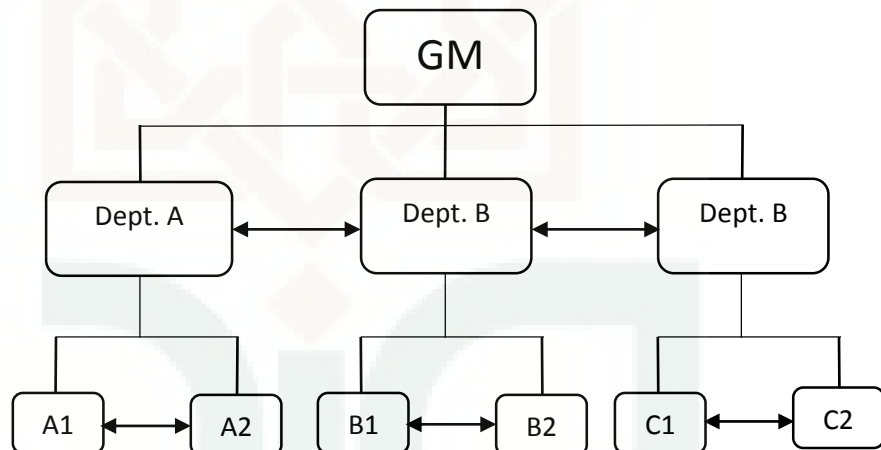 GM
Dept. A
Dept. B
Dept. B
A1
A2
B1
B2
C1
C2